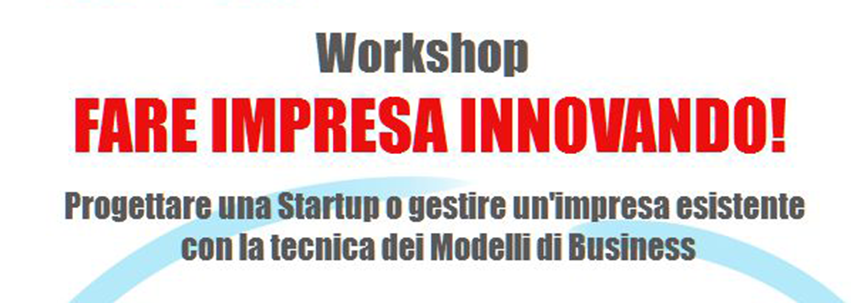 Workshop
FARE IMPRESA INNOVANDO!
Progettare una Startup o gestire un'impresa esistente
con la tecnica dei Modelli di Business